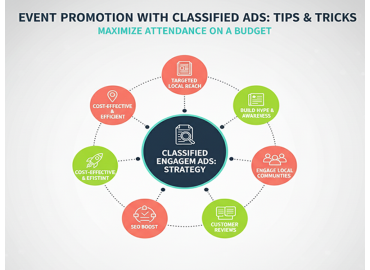 EVENT PROMOTION WITH CLASSIFIED ADS: TIPS & TRICKS
MAXIMIZE ATTENDANCE ON A BUDGET
TARGETED
LOCAL REACH
COST-EFFECTIVE
& EFFICIENT
BUILD HYPE &
AWARENESS
CLASSIFIED
ENGAGEM ADS:
STRATEGY
COST-EFFECTIVE
& EFISTENT
ENGAGE LOCAL
COMMUNITIES
SEO BOOST
CUSTOMER
REVIEWS